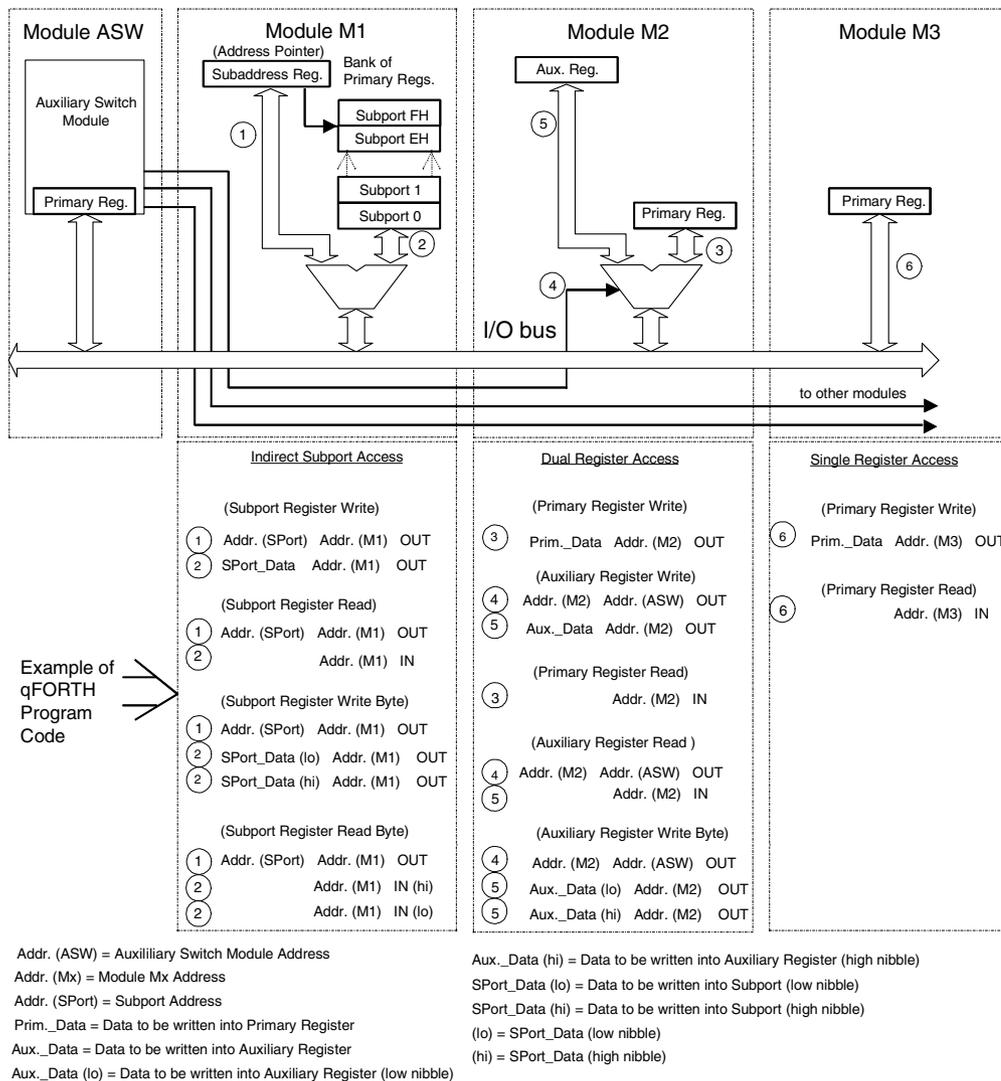 Module ASW
Module M1
Module M2
Module M3
(Address Pointer)
Subaddress Reg.
Bank of
Primary Regs.
Aux. Reg.
Auxiliary Switch
Module
Subport FH
Subport EH
1
5
Subport 1
Primary Reg.
Subport 0
Primary Reg.
Primary Reg.
2
3
6
4
I/O bus
to other modules
Indirect Subport Access
(Subport Register Write)
1 Addr. (SPort) Addr. (M1) OUT
2 SPort_Data Addr. (M1) OUT
(Subport Register Read)
1 Addr. (SPort) Addr. (M1) OUT
2 Addr. (M1) IN
(Subport Register Write Byte)
1 Addr. (SPort) Addr. (M1) OUT
2 SPort_Data (lo) Addr. (M1) OUT
2 SPort_Data (hi) Addr. (M1) OUT
(Subport Register Read Byte)
1 Addr. (SPort) Addr. (M1) OUT
2 Addr. (M1) IN (hi)
2 Addr. (M1) IN (lo)
Dual Register Access
(Primary Register Write)
3 Prim._Data Addr. (M2) OUT
(Auxiliary Register Write)
4 Addr. (M2) Addr. (ASW) OUT
5 Aux._Data Addr. (M2) OUT
(Primary Register Read)
3 Addr. (M2) IN
(Auxiliary Register Read )
4 Addr. (M2) Addr. (ASW) OUT
5 Addr. (M2) IN
(Auxiliary Register Write Byte)
4 Addr. (M2) Addr. (ASW) OUT
5 Aux._Data (lo) Addr. (M2) OUT
5 Aux._Data (hi) Addr. (M2) OUT
Single Register Access
(Primary Register Write)
6 Prim._Data Addr. (M3) OUT
(Primary Register Read)
6 Addr. (M3) IN
Example of
qFORTH
Program
Code
Addr. (ASW) = Auxililiary Switch Module Address
Addr. (Mx) = Module Mx Address
Addr. (SPort) = Subport Address
Prim._Data = Data to be written into Primary Register
Aux._Data = Data to be written into Auxiliary Register
Aux._Data (lo) = Data to be written into Auxiliary Register (low nibble)
Aux._Data (hi) = Data to be written into Auxiliary Register (high nibble)
SPort_Data (lo) = Data to be written into Subport (low nibble)
SPort_Data (hi) = Data to be written into Subport (high nibble)
(lo) = SPort_Data (low nibble)
(hi) = SPort_Data (high nibble)